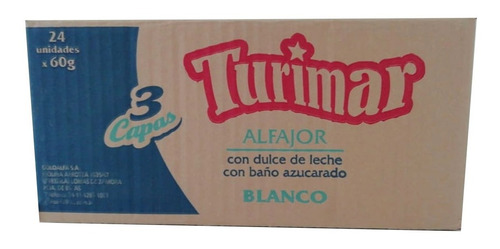 24
unidades
x 60g
3
Capas
Turimar
ALFAJOR
con dulce de leche
con baño azucarado
BLANCO